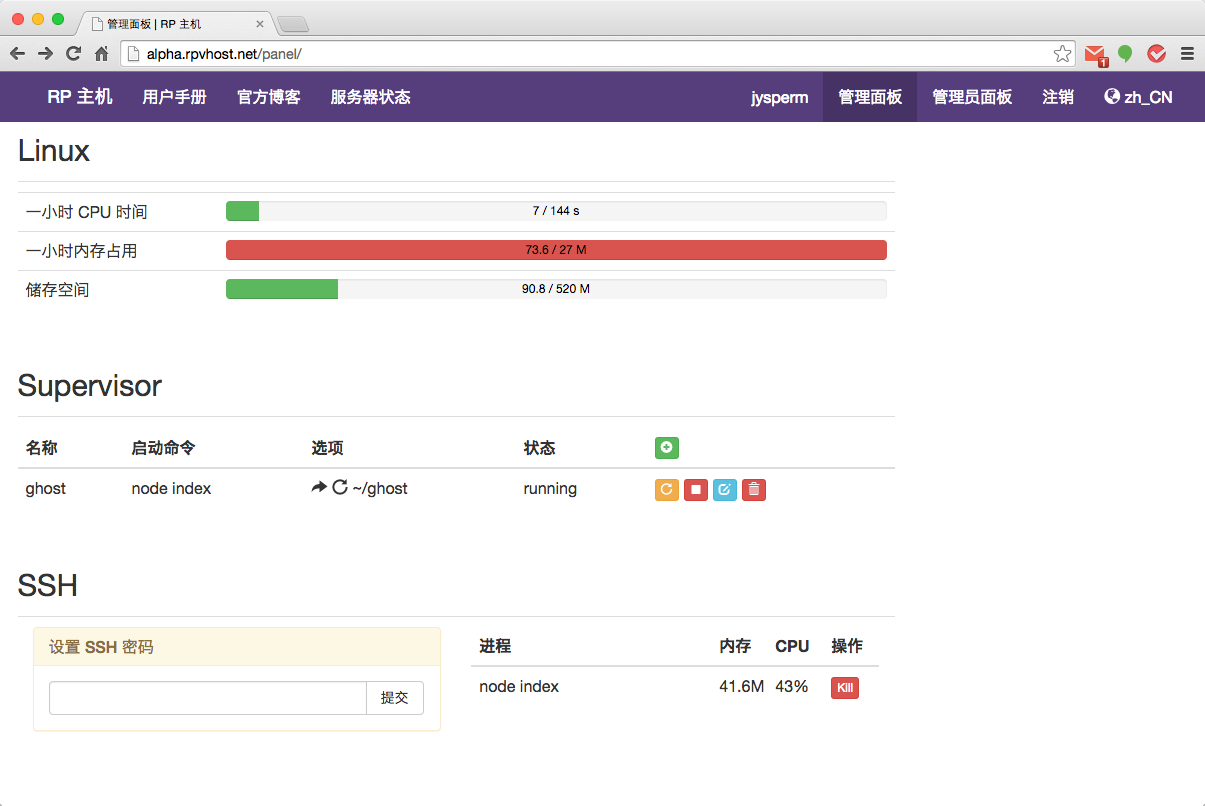 管理面板 | RP 主机
alpha.rpvhost.net/panel/
1
RP 主机 用户手册 官方博客 服务器状态 jysperm 管理面板 管理员面板 注销 zh_CN
Linux
一小时 CPU 时间 7 / 144 s
一小时内存占用 73.6 / 27 M
储存空间 90.8 / 520 M
Supervisor
名称 启动命令 选项 状态
ghost node index ~/ghost running
SSH
设置 SSH 密码
提交
进程 内存 CPU 操作
node index 41.6M 43% Kill